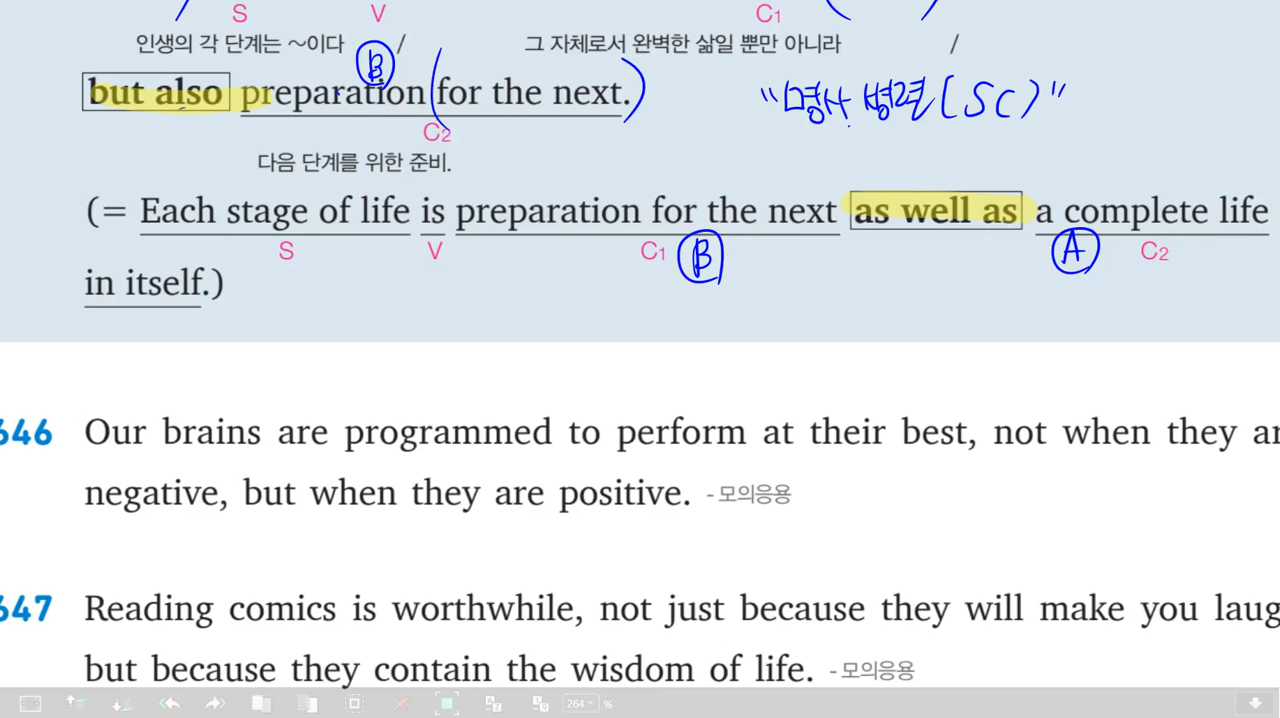 S V C1
인생의 각 단계는 ~이다 / 그 자체로서 완벽한 삶일 뿐만 아니라 /
B
but also preparation (for the next.) "명사 병렬(SC)"
C2
다음 단계를 위한 준비.
(= Each stage of life is preparation for the next as well as a complete life
S V C1 B A C2
in itself.)
646 Our brains are programmed to perform at their best, not when they ar
negative, but when they are positive. - 모의응용
647 Reading comics is worthwhile, not just because they will make you laug
but because they contain the wisdom of life. - 모의응용
264 %